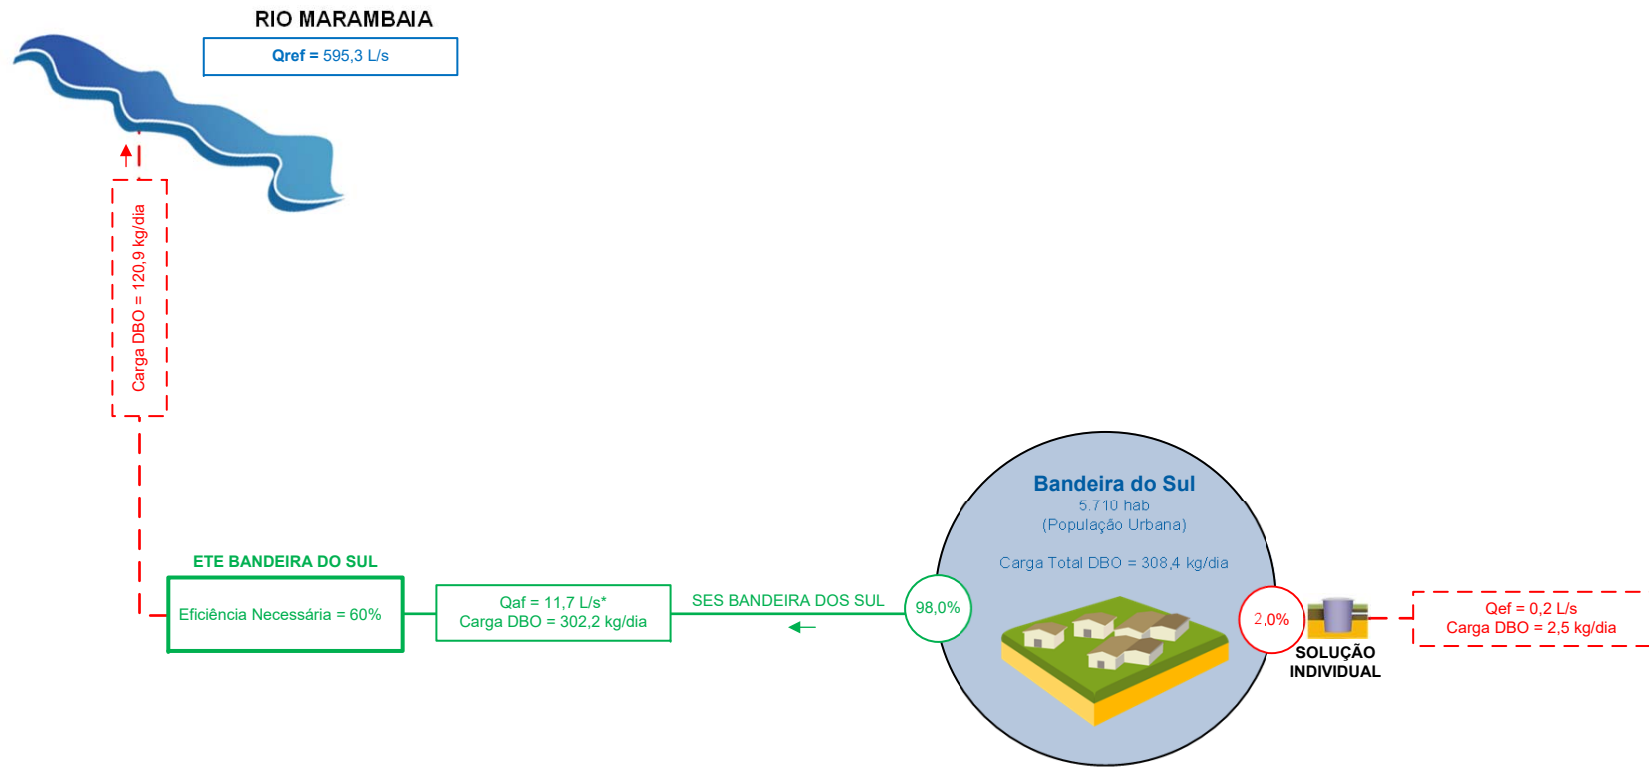 RIO MARAMBAIA
Qref = 595,3 L/s
Carga DBO = 120,9 kg/dia
ETE BANDEIRA DO SUL
Eficiência Necessária = 60%
Qaf = 11,7 L/s*
Carga DBO = 302,2 kg/dia
SES BANDEIRA DOS SUL
98,0%
Bandeira do Sul
5.710 hab
(População Urbana)
Carga Total DBO = 308,4 kg/dia
2,0%
SOLUÇÃO
INDIVIDUAL
Qef = 0,2 L/s
Carga DBO = 2,5 kg/dia